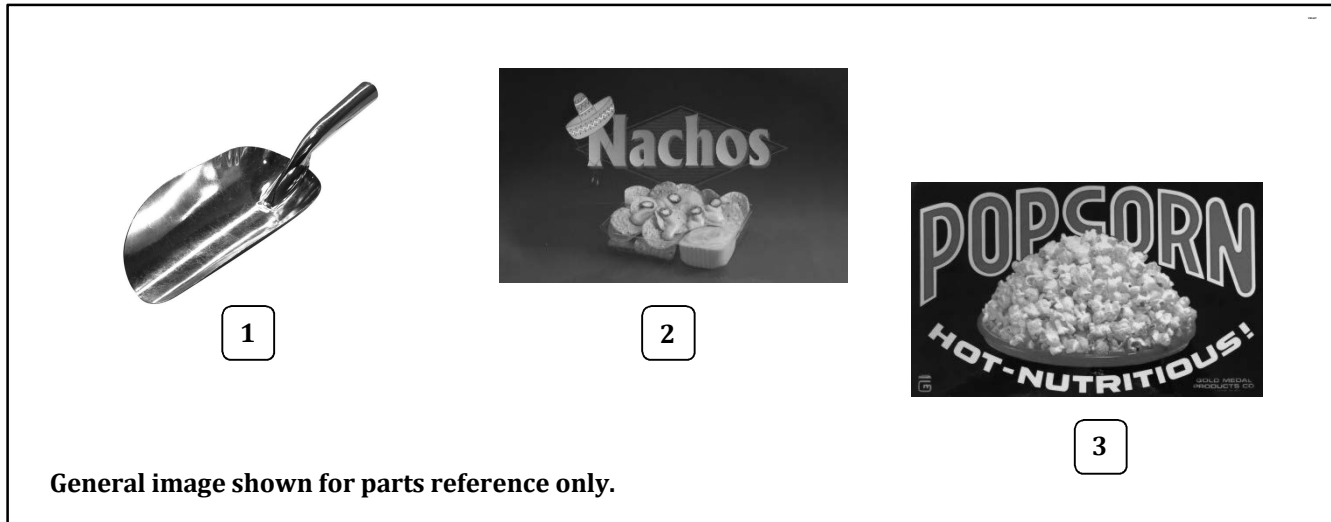 Nachos
POPCORN
HOT-NUTRITIOUS!
GOLD MEDAL
PRODUCTS CO
1
2
3
General image shown for parts reference only.